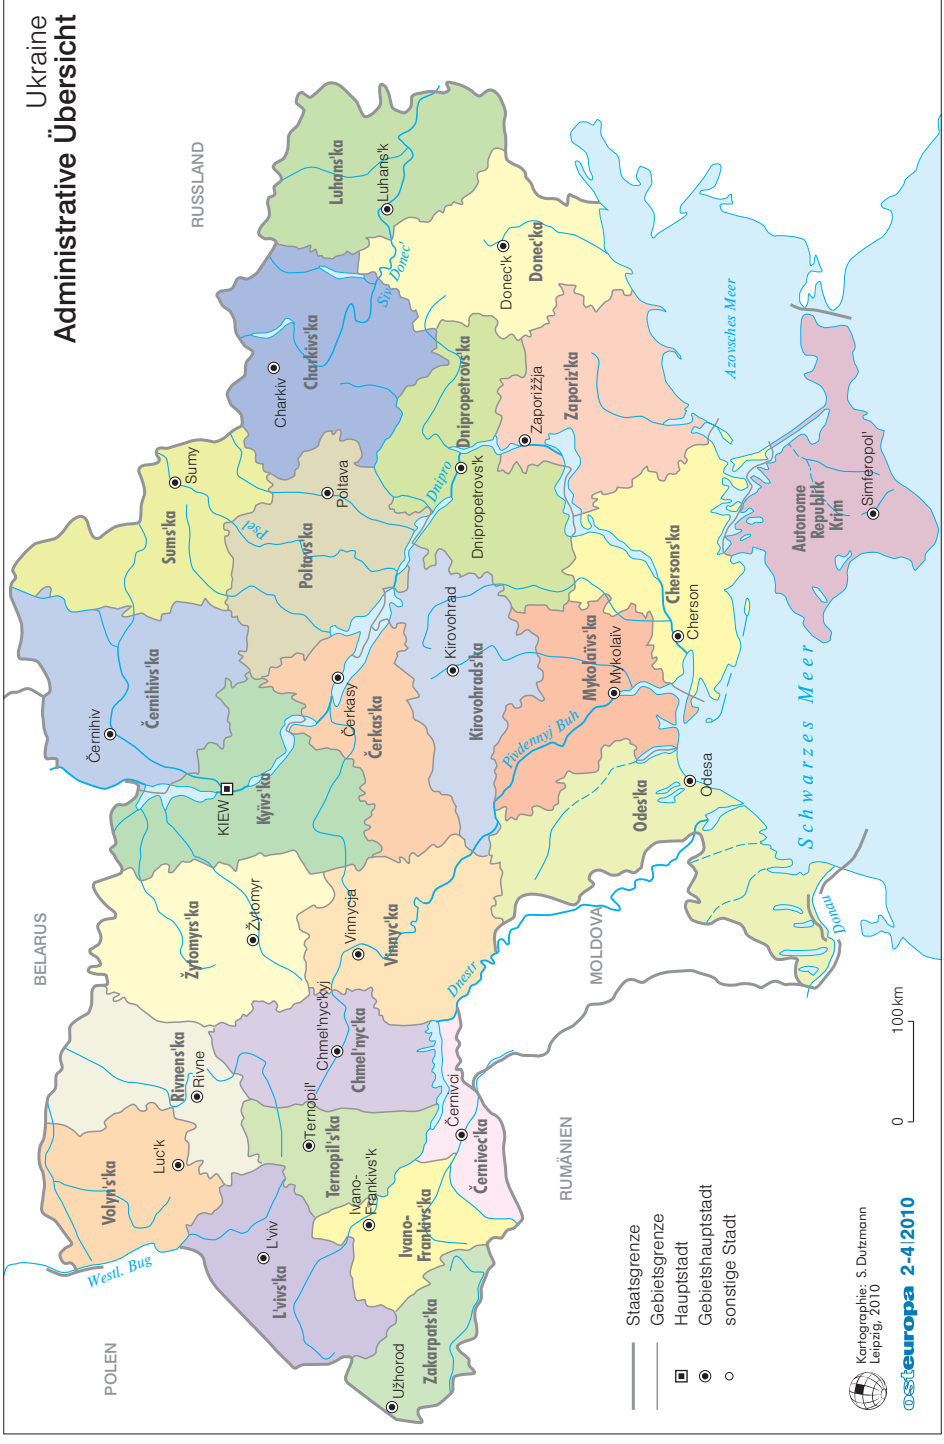 Ukraine
Administrative Übersicht
RUSSLAND
BELARUS
POLEN
MOLDOVA
RUMÄNIEN
Luhans'ka
Luhans'k
Siv. Donec'
Donec'k
Donec'ka
Charkivs'ka
Charkiv
Sumy
Sums'ka
Psel
Poltavs'ka
Poltava
Dnipro
Dnipropetrovs'ka
Dnipropetrovs'k
Zaporižžja
Zaporiz'ka
Azovsches Meer
Černihivs'ka
Černihiv
KIEW
Kyïvs'ka
Čerkasy
Čerkas'ka
Kirovohrad
Kirovohrads'ka
Pivdennyj Buh
Mykolaïvs'ka
Mykolaïv
Chersons'ka
Cherson
Autonome
Republik
Krim
Simferopol'
Schwarzes Meer
Odes'ka
Odesa
Donau
Žytomyrs'ka
Žytomyr
Vinnycja
Vinnyc'ka
Dnestr
Rivnens'ka
Rivne
Chmel'nyc'kyj
Chmel'nyc'ka
Volyn's'ka
Luc'k
Westl. Bug
Ternopil'
Ternopil's'ka
L'viv
L'vivs'ka
Ivano-
Frankivs'k
Ivano-
Frankivs'ka
Černivci
Černivec'ka
Užhorod
Zakarpats'ka
Staatsgrenze
Gebietsgrenze
Hauptstadt
Gebietshauptstadt
sonstige Stadt
0 100 km
Kartographie: S. Dutzmann
Leipzig, 2010
osteuropa 2-4|2010